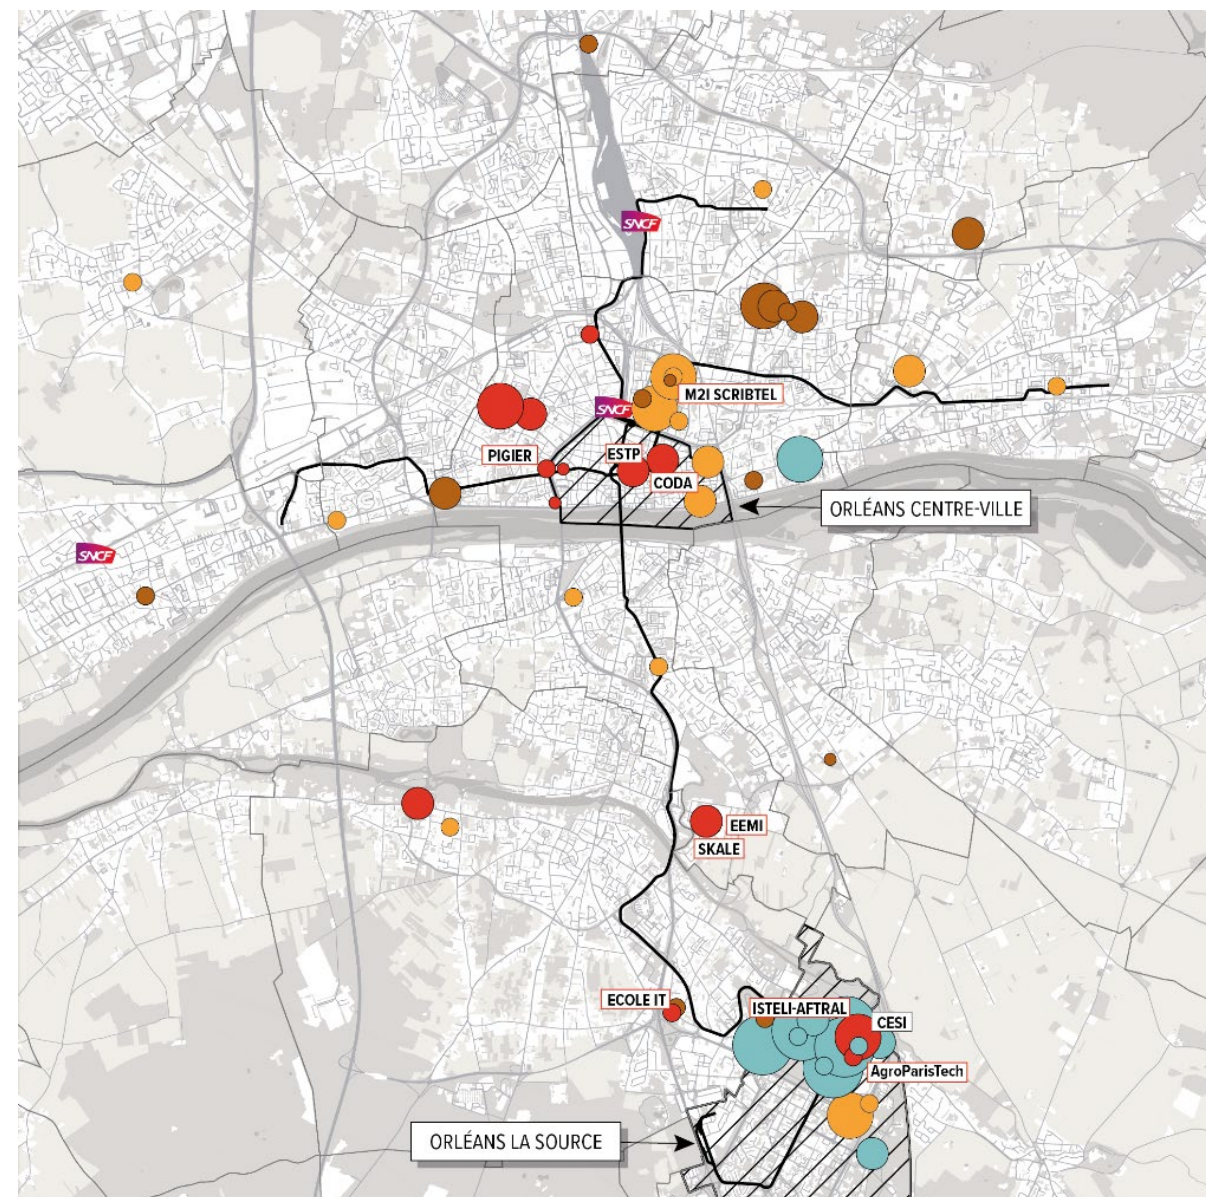 SNCF
M2I SCRIBTEL
SNCF
PIGIER
ESTP
CODA
ORLÉANS CENTRE-VILLE
SNCF
EEMI
SKALE
ECOLE IT
ISTELI-AFTRAL
CESI
AgroParisTech
ORLÉANS LA SOURCE